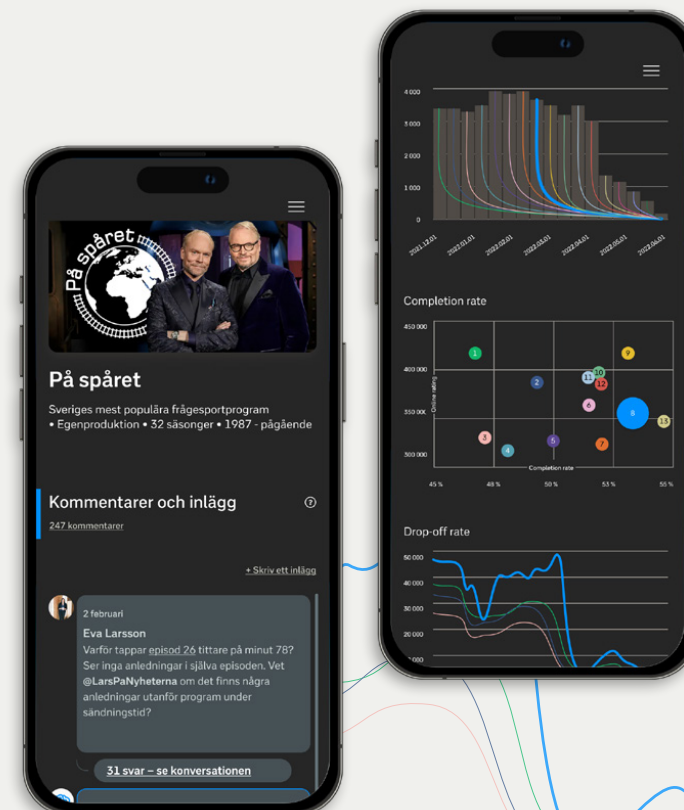 På spåret
På spåret
Sveriges mest populära frågesportprogram
• Egenproduktion • 32 säsonger • 1987 - pågående
Kommentarer och inlägg
?
247 kommentarer
+ Skriv ett inlägg
2 februari
Eva Larsson
Varför tappar episod 26 tittare på minut 78?
Ser inga anledningar i själva episoden. Vet
@LarsPaNyheterna om det finns några
anledningar utanför program under
sändningstid?
31 svar – se konversationen
4 000
3 000
2 000
1 000
0
2021.12.01
2022.01.01
2022.02.01
2022.03.01
2022.04.01
2022.05.01
2022.06.01
Completion rate
450 000
400 000
350 000
300 000
Online rating
1
2
3
4
5
6
7
8
9
10
11
12
13
Completion rate
45 %
48 %
50 %
53 %
55 %
Drop-off rate
50 000
40 000
30 000
20 000